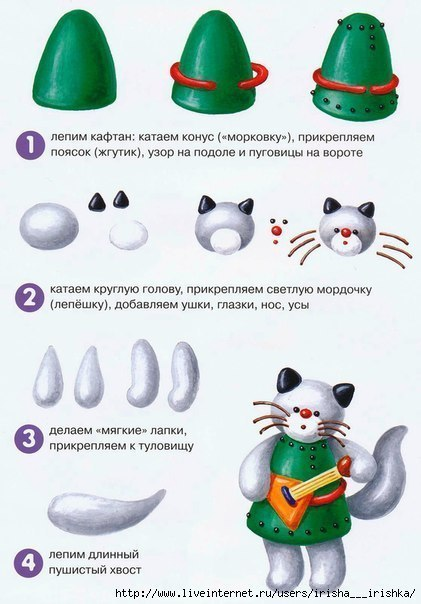 1 лепим кафтан: катаем конус («морковку»), прикрепляем
поясок (жгутик), узор на подоле и пуговицы на вороте
2 катаем круглую голову, прикрепляем светлую мордочку
(лепёшку), добавляем ушки, глазки, нос, усы
3 делаем «мягкие» лапки,
прикрепляем к туловищу
4 лепим длинный
пушистый хвост
http://www.liveinternet.ru/users/irisha___irishka/